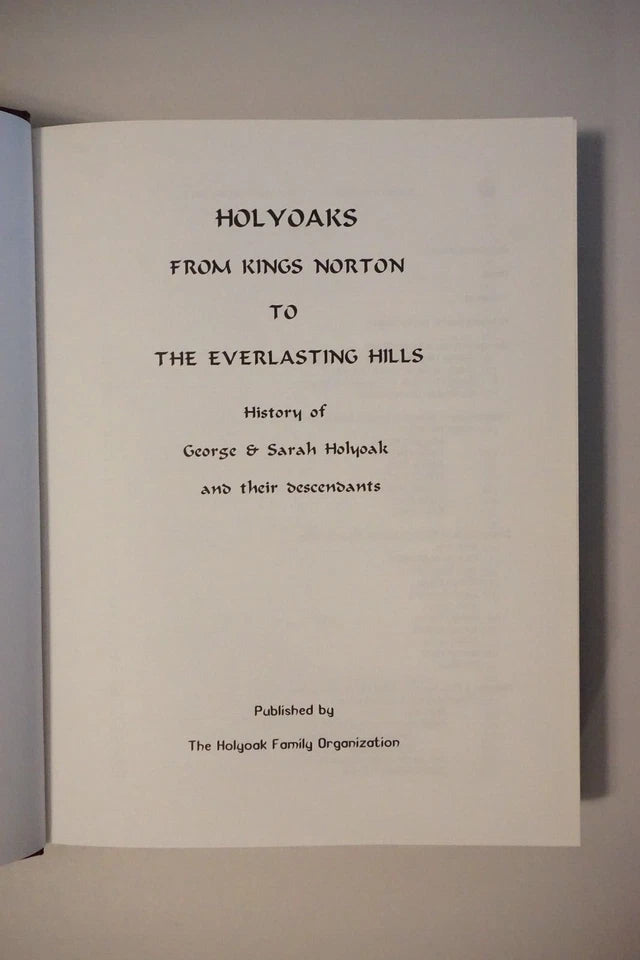 HOLYOAKS
FROM KINGS NORTON
TO
THE EVERLASTING HILLS
History of
George & Sarah Holyoak
and their descendants
Published by
The Holyoak Family Organization